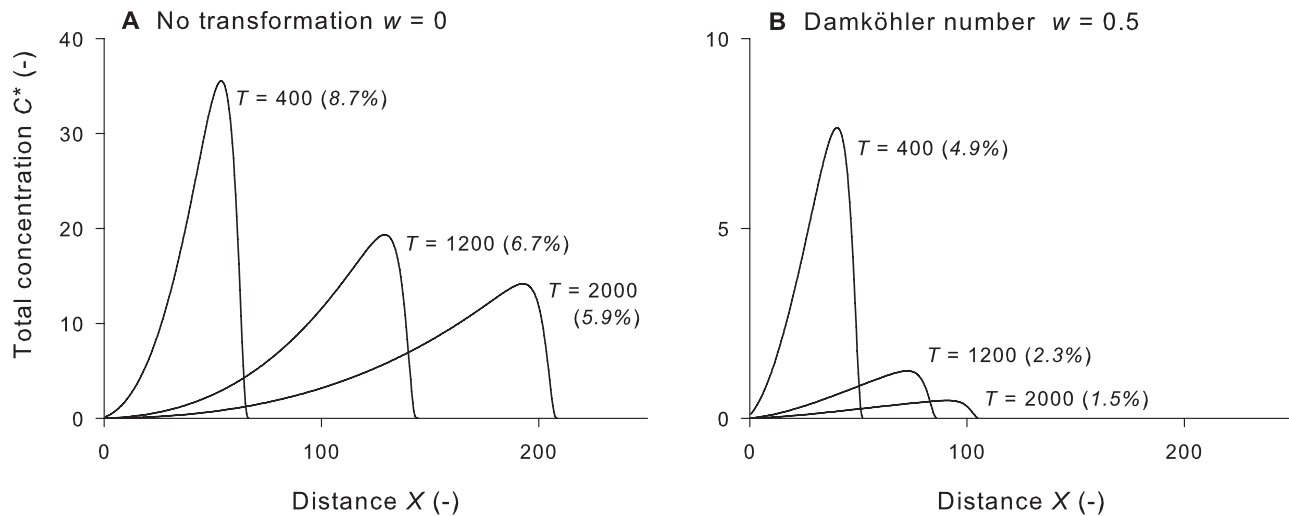 A No transformation w = 0
Total concentration C* (-)
40
30
20
10
0
T = 400 (8.7%)
T = 1200 (6.7%)
T = 2000
(5.9%)
0 100 200
Distance X (-)
B Damköhler number w = 0.5
10
5
0
T = 400 (4.9%)
T = 1200 (2.3%)
T = 2000 (1.5%)
0 100 200
Distance X (-)